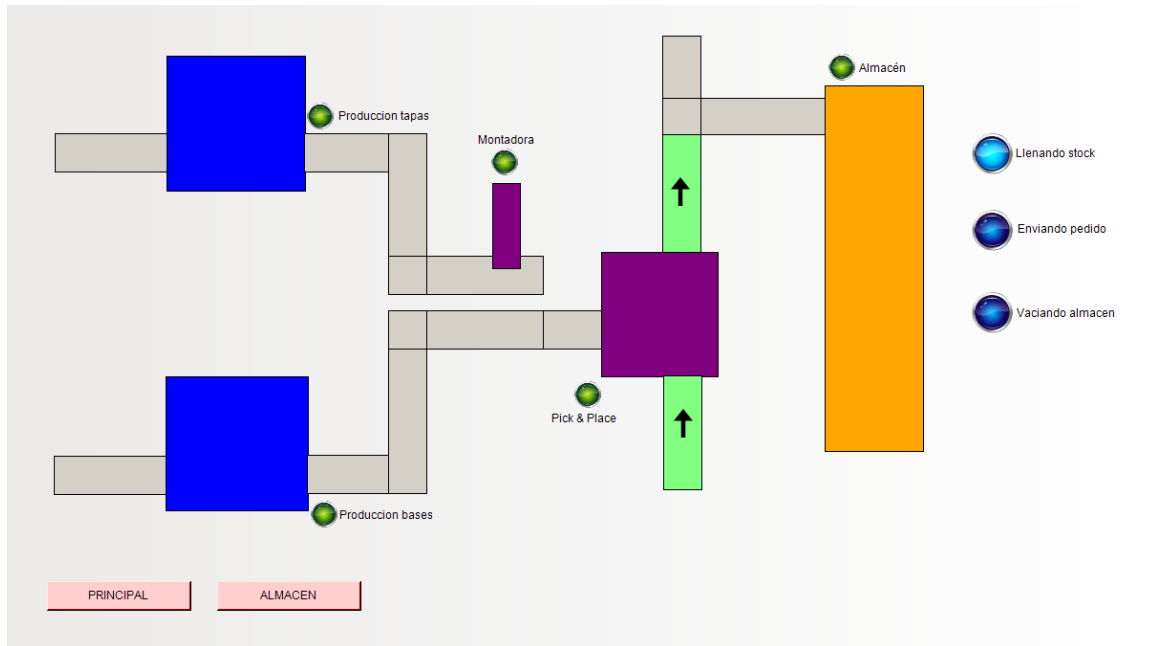 Almacén
Produccion tapas
Montadora
Llenando stock
Enviando pedido
Vaciando almacen
Pick & Place
Produccion bases
PRINCIPAL
ALMACEN